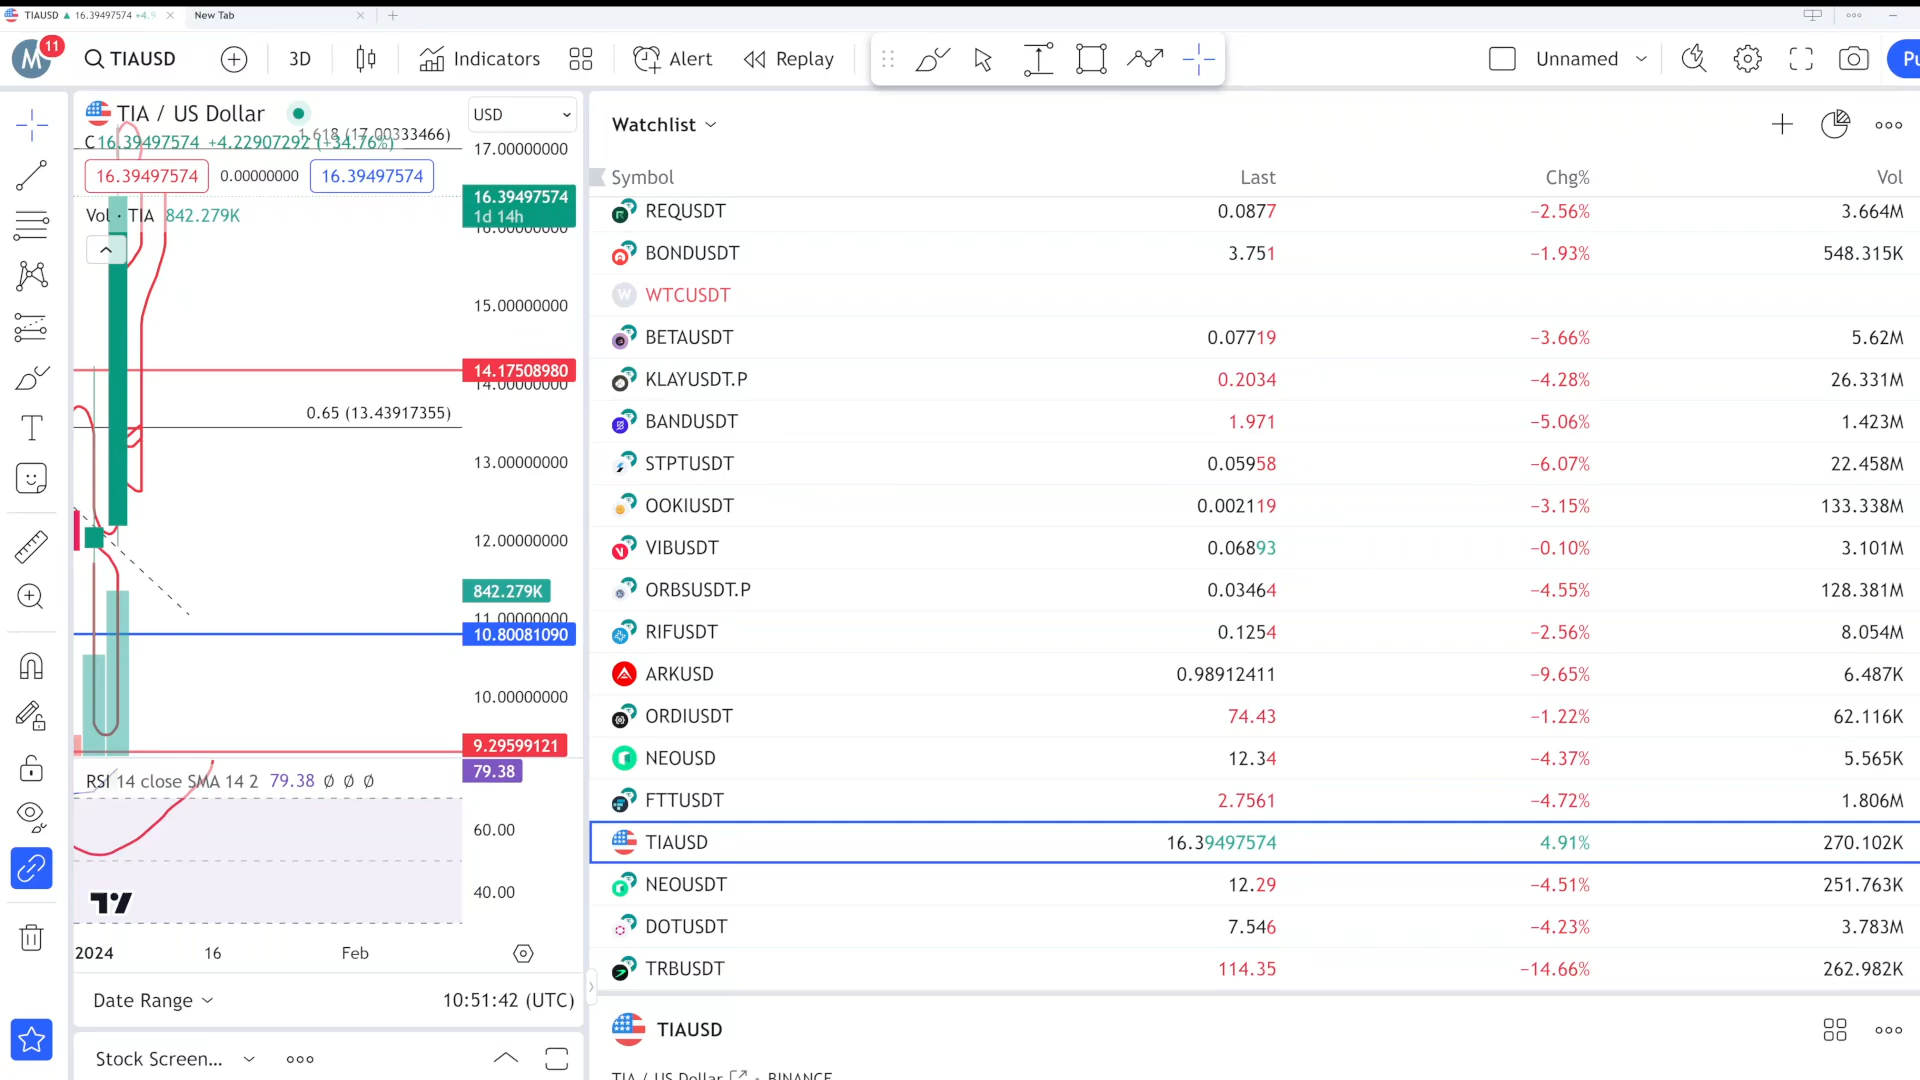 TIAUSD ▲ 16.39497574 +4.9
New Tab
M 11 TIAUSD 3D Indicators Alert Replay Unnamed Pu
TIA / US Dollar USD
1.618 (17.00333466)
C16.39497574 +4.22907292 (+34.76%)
17.00000000
16.39497574 0.00000000 16.39497574
16.39497574
1d 14h
Vol · TIA 842.279K
16.00000000
15.00000000
14.17508980
14.00000000
0.65 (13.43917355)
13.00000000
12.00000000
842.279K
11.00000000
10.80081090
10.00000000
9.29599121
79.38
RSI 14 close SMA 14 2 79.38 Ø Ø Ø
60.00
40.00
2024 16 Feb
Date Range 10:51:42 (UTC)
Stock Screen...
Watchlist
Symbol Last Chg% Vol
REQUSDT 0.0877 −2.56% 3.664M
BONDUSDT 3.751 −1.93% 548.315K
W WTCUSDT
BETAUSDT 0.07719 −3.66% 5.62M
KLAYUSDT.P 0.2034 −4.28% 26.331M
BANDUSDT 1.971 −5.06% 1.423M
STPTUSDT 0.05958 −6.07% 22.458M
OOKIUSDT 0.002119 −3.15% 133.338M
VIBUSDT 0.06893 −0.10% 3.101M
ORBSUSDT.P 0.03464 −4.55% 128.381M
RIFUSDT 0.1254 −2.56% 8.054M
ARKUSD 0.98912411 −9.65% 6.487K
ORDIUSDT 74.43 −1.22% 62.116K
NEOUSD 12.34 −4.37% 5.565K
FTTUSDT 2.7561 −4.72% 1.806M
TIAUSD 16.39497574 4.91% 270.102K
NEOUSDT 12.29 −4.51% 251.763K
DOTUSDT 7.546 −4.23% 3.783M
TRBUSDT 114.35 −14.66% 262.982K
TIAUSD
TIA / US Dollar · BINANCE